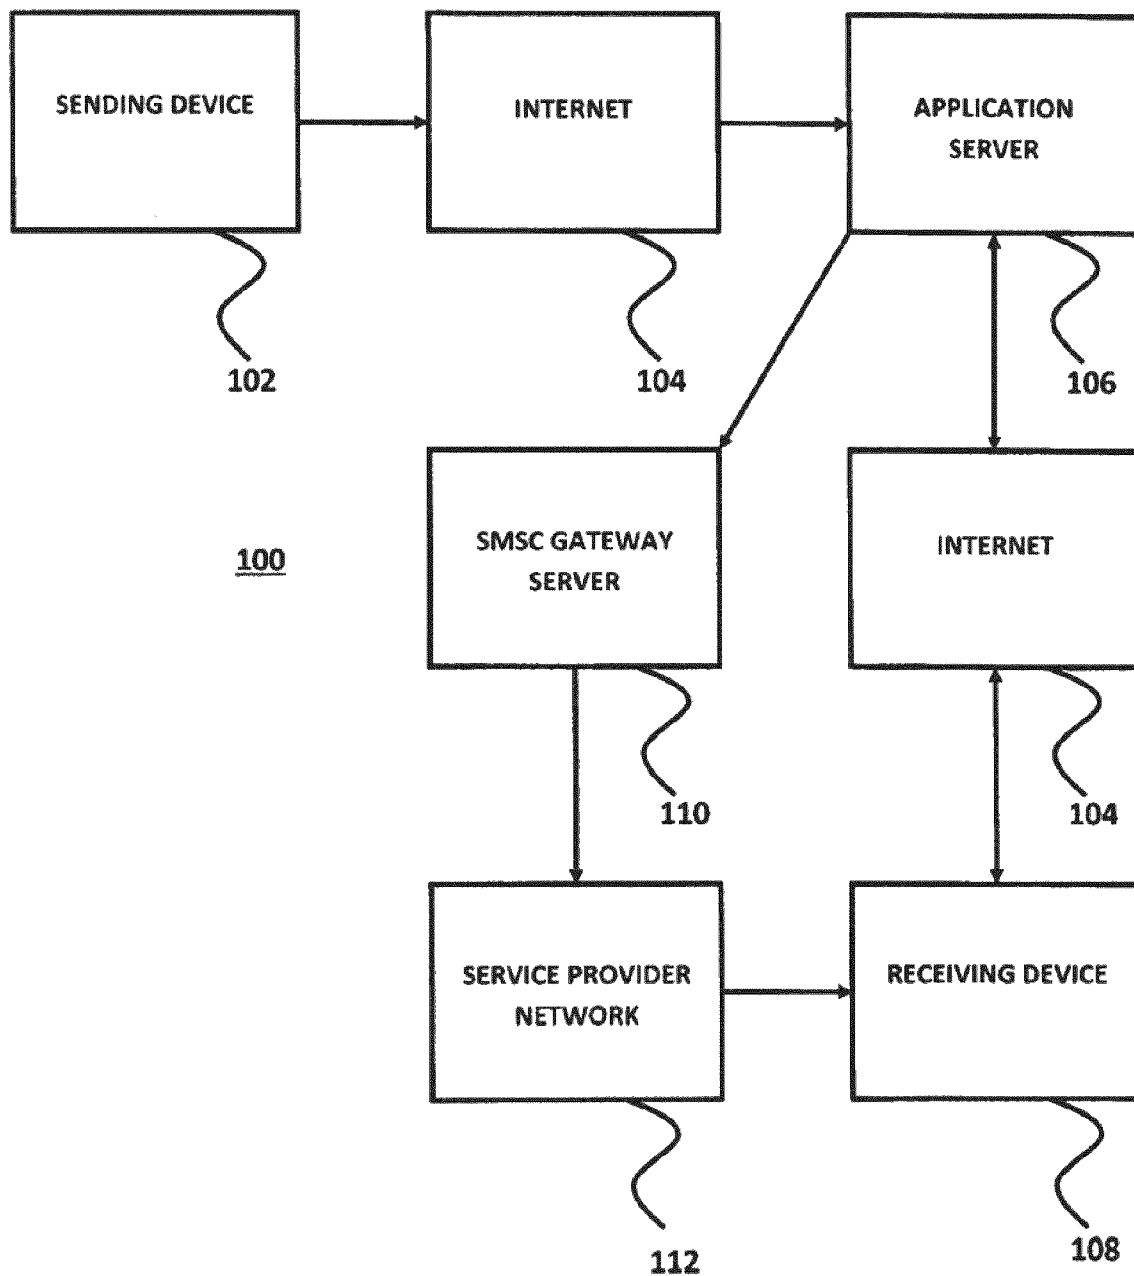 SENDING DEVICE
INTERNET
APPLICATION
SERVER
102
104
106
SMSC GATEWAY
SERVER
INTERNET
100
110
104
SERVICE PROVIDER
NETWORK
RECEIVING DEVICE
112
108